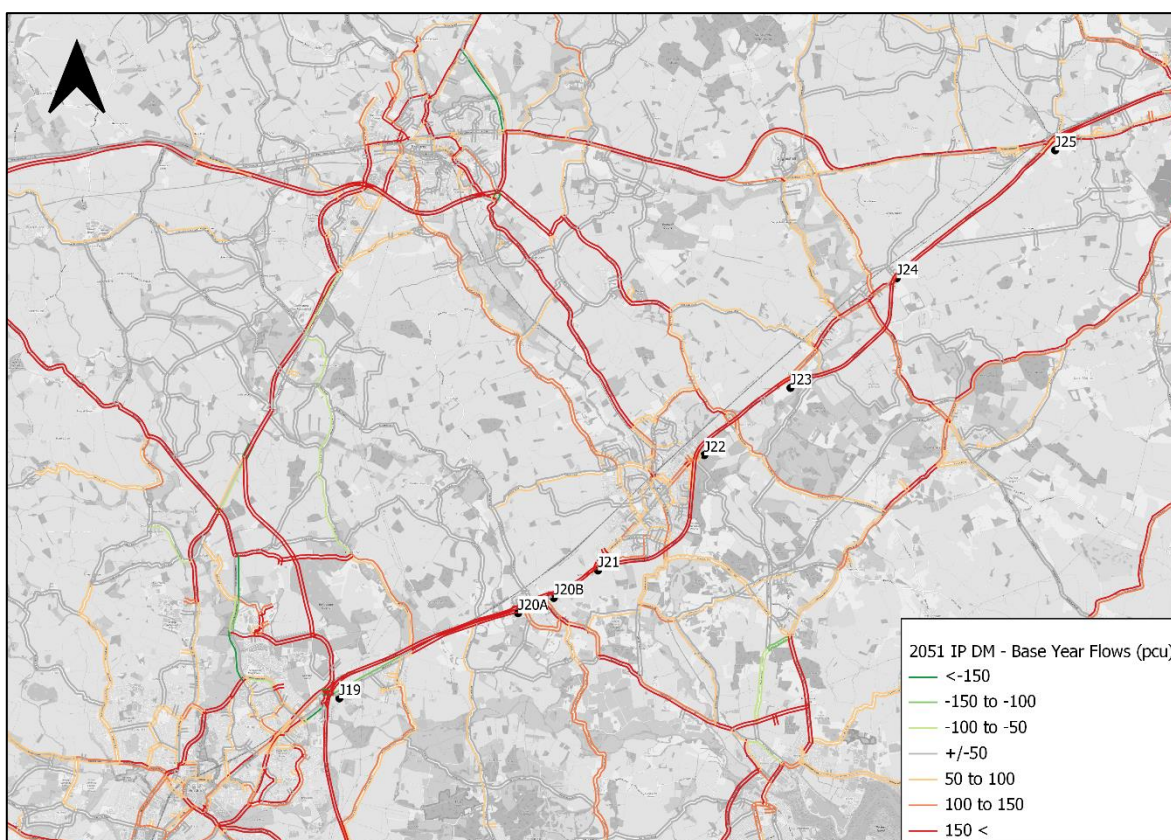 J25
J24
J23
J22
J21
J20B
J20A
J19
2051 IP DM - Base Year Flows (pcu)
<-150
-150 to -100
-100 to -50
+/-50
50 to 100
100 to 150
150 <